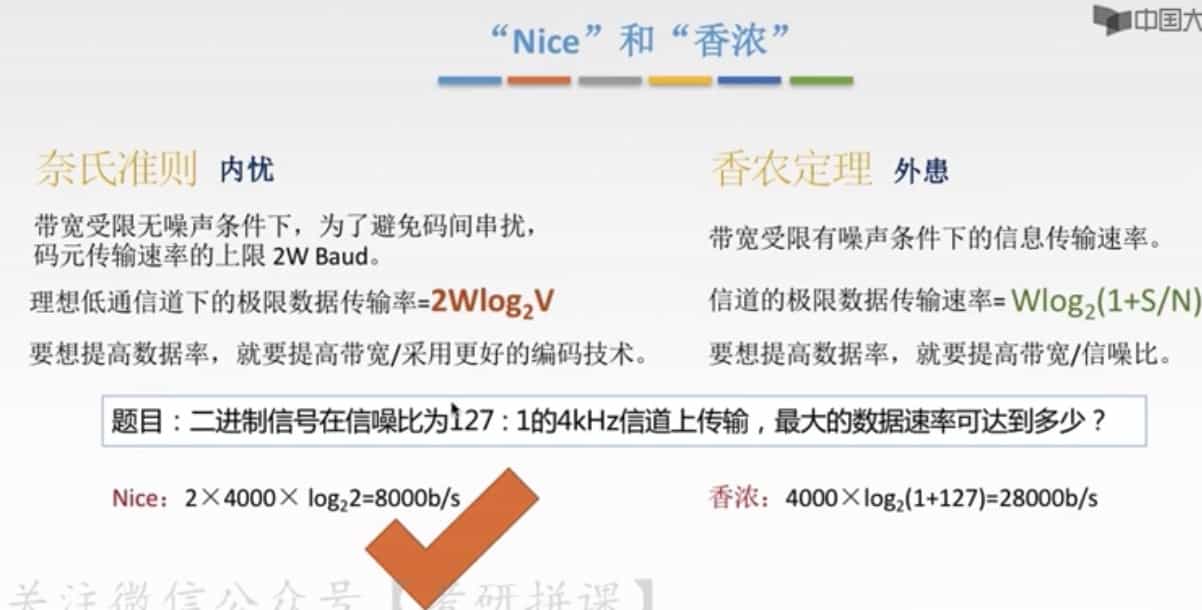 中国大
“Nice” 和 “香浓”
奈氏准则 内忧
带宽受限无噪声条件下，为了避免码间串扰，
码元传输速率的上限 2W Baud。
理想低通信道下的极限数据传输率=2Wlog₂V
要想提高数据率，就要提高带宽/采用更好的编码技术。
香农定理 外患
带宽受限有噪声条件下的信息传输速率。
信道的极限数据传输速率= Wlog₂(1+S/N)
要想提高数据率，就要提高带宽/信噪比。
题目：二进制信号在信噪比为127 : 1的4kHz信道上传输，最大的数据速率可达到多少？
Nice：2×4000× log₂2=8000b/s
香浓：4000×log₂(1+127)=28000b/s
关注微信公众号【考研拼课】